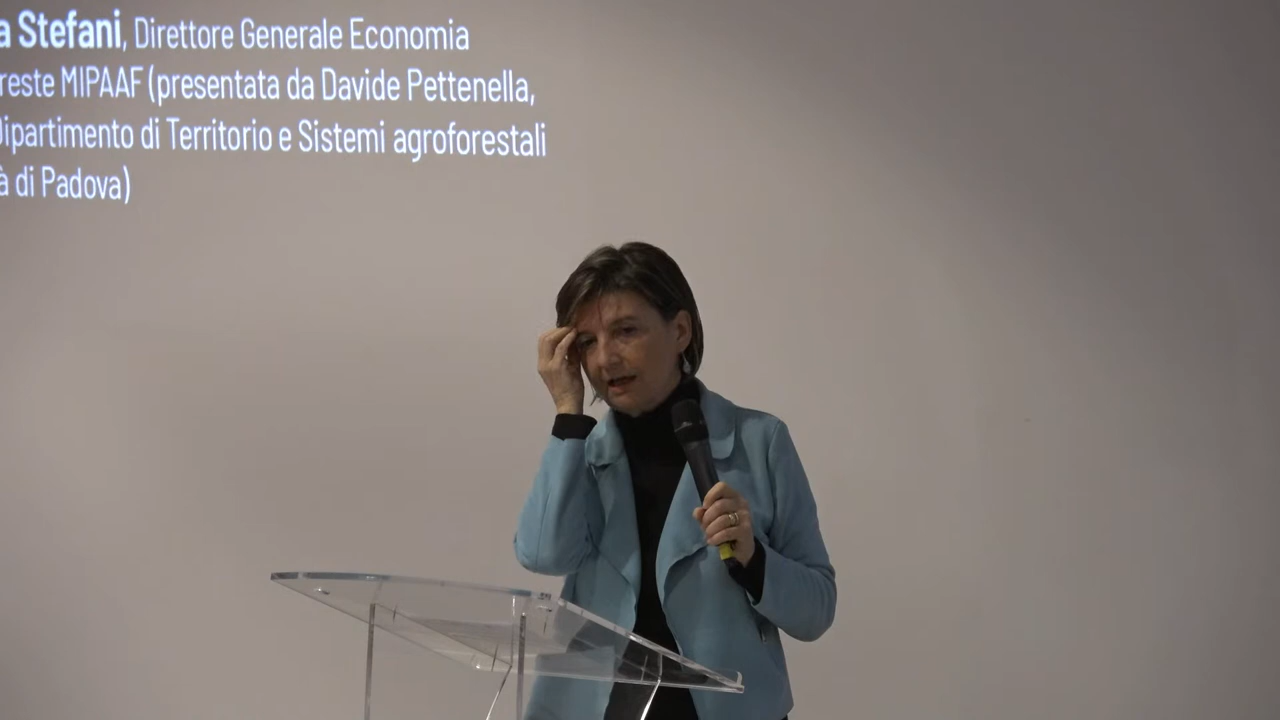 a Stefani, Direttore Generale Economia
reste MIPAAF (presentata da Davide Pettenella,
Dipartimento di Territorio e Sistemi agroforestali
à di Padova)